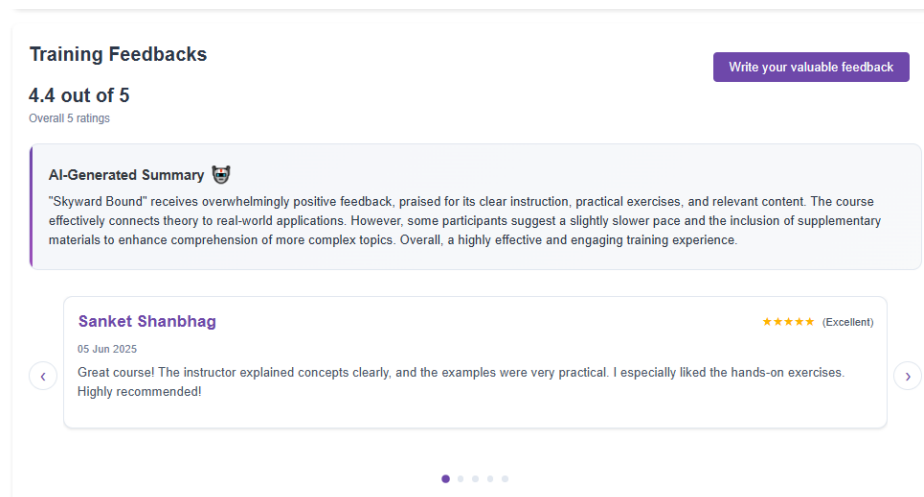 Training Feedbacks
Write your valuable feedback
4.4 out of 5
Overall 5 ratings
AI-Generated Summary
"Skyward Bound" receives overwhelmingly positive feedback, praised for its clear instruction, practical exercises, and relevant content. The course
effectively connects theory to real-world applications. However, some participants suggest a slightly slower pace and the inclusion of supplementary
materials to enhance comprehension of more complex topics. Overall, a highly effective and engaging training experience.
Sanket Shanbhag
★★★★★ (Excellent)
05 Jun 2025
Great course! The instructor explained concepts clearly, and the examples were very practical. I especially liked the hands-on exercises.
Highly recommended!